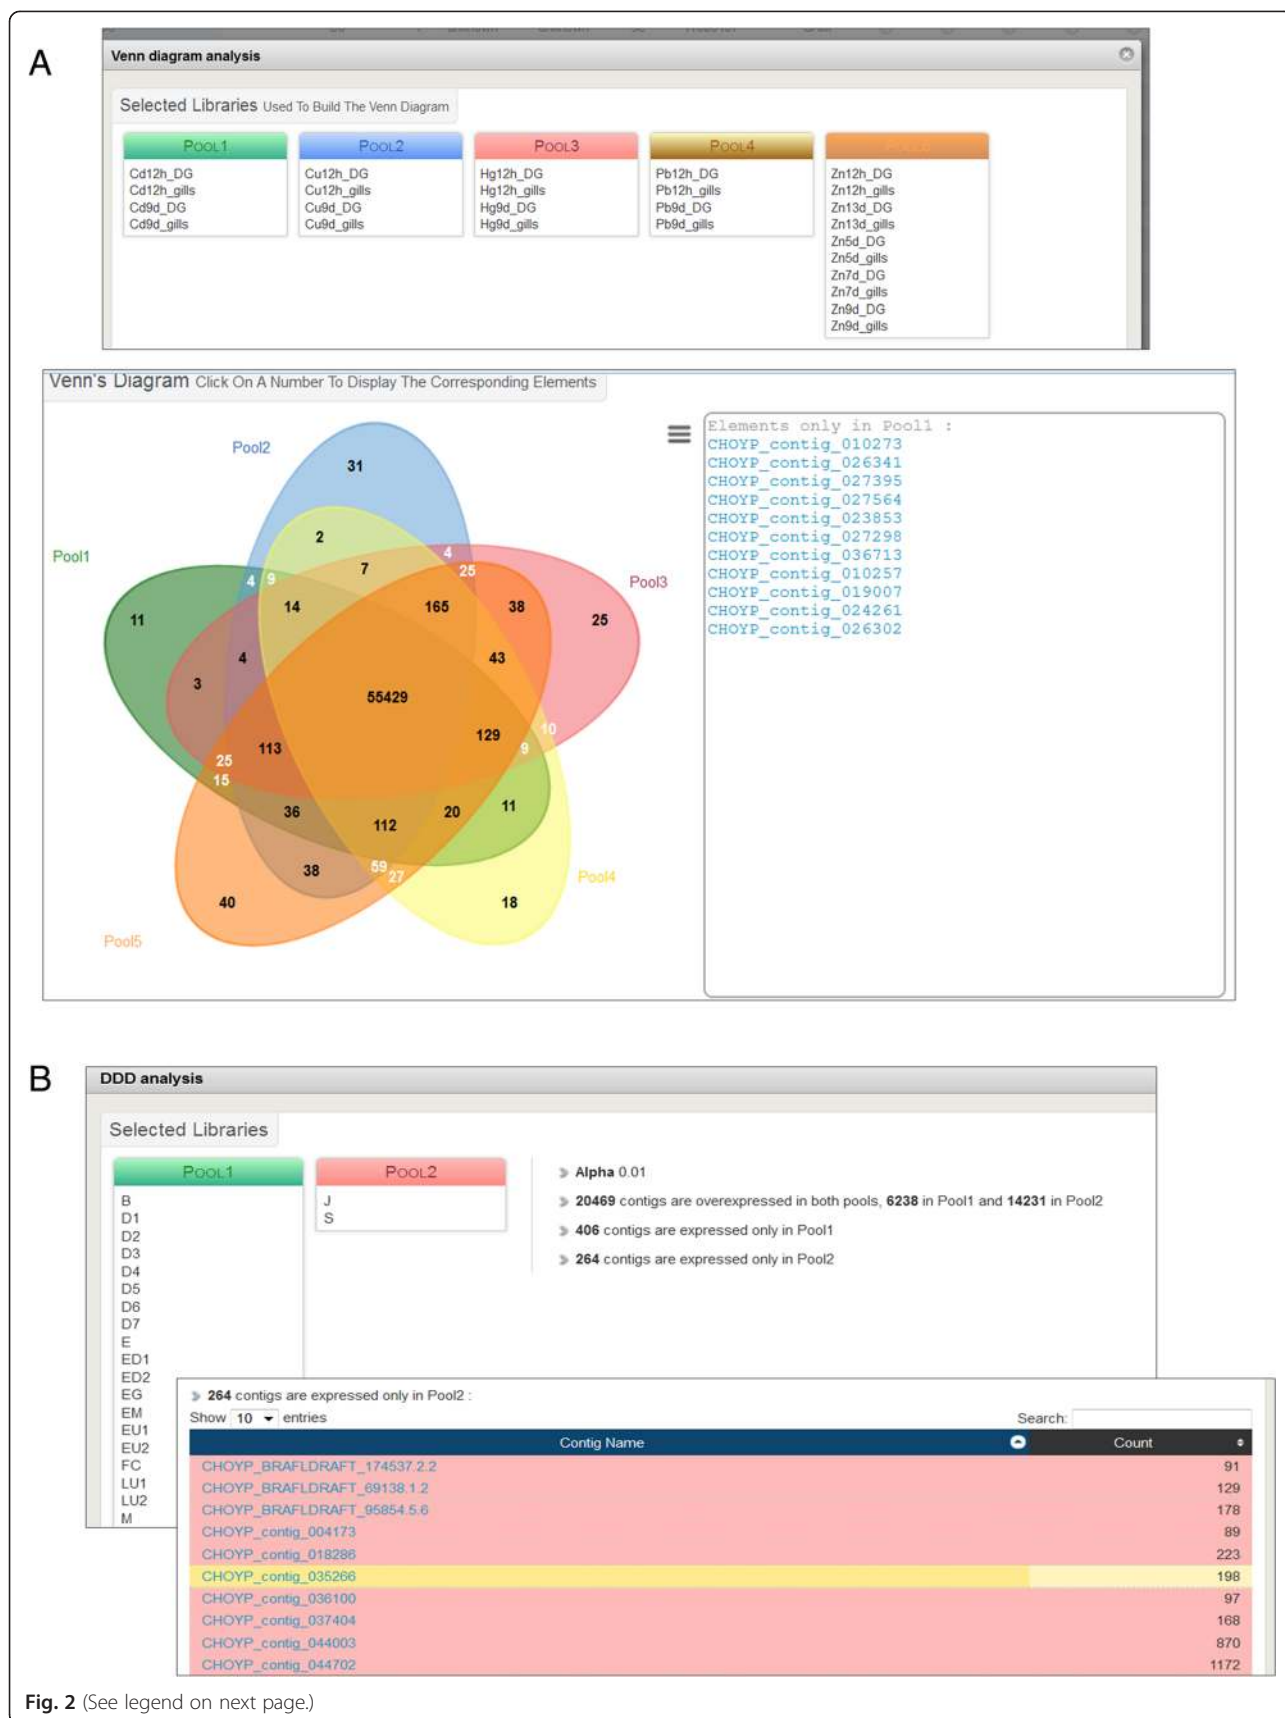 A
Venn diagram analysis
Selected Libraries Used To Build The Venn Diagram
POOL1 POOL2 POOL3 POOL4
Cd12h_DG Cu12h_DG Hg12h_DG Pb12h_DG Zn12h_DG
Cd12h_gills Cu12h_gills Hg12h_gills Pb12h_gills Zn12h_gills
Cd9d_DG Cu9d_DG Hg9d_DG Pb9d_DG Zn13d_DG
Cd9d_gills Cu9d_gills Hg9d_gills Pb9d_gills Zn13d_gills
Zn5d_DG
Zn5d_gills
Zn7d_DG
Zn7d_gills
Zn9d_DG
Zn9d_gills
Venn's Diagram Click On A Number To Display The Corresponding Elements
Pool2
31
2
Pool1
4 9 7 4 25
Pool3
11 14 165 38 25
4 43
3
55429
113 129 10
25 9
15
36 112 20 11
38 59 27
Pool4
40 18
Pool5
Elements only in Pool1 :
CHOYP_contig_010273
CHOYP_contig_026341
CHOYP_contig_027395
CHOYP_contig_027564
CHOYP_contig_023853
CHOYP_contig_027298
CHOYP_contig_036713
CHOYP_contig_010257
CHOYP_contig_019007
CHOYP_contig_024261
CHOYP_contig_026302
B
DDD analysis
Selected Libraries
POOL1 POOL2
B
D1
D2
D3
D4
D5
D6
D7
E
ED1
ED2
EG
EM
EU1
EU2
FC
LU1
LU2
M
J
S
Alpha 0.01
20469 contigs are overexpressed in both pools, 6238 in Pool1 and 14231 in Pool2
406 contigs are expressed only in Pool1
264 contigs are expressed only in Pool2
264 contigs are expressed only in Pool2 :
Show 10 entries Search:
Contig Name Count
CHOYP_BRAFLDRAFT_174537.2.2 91
CHOYP_BRAFLDRAFT_69138.1.2 129
CHOYP_BRAFLDRAFT_95854.5.6 178
CHOYP_contig_004173 89
CHOYP_contig_018286 223
CHOYP_contig_035266 198
CHOYP_contig_036100 97
CHOYP_contig_037404 168
CHOYP_contig_044003 870
CHOYP_contig_044702 1172
Fig. 2 (See legend on next page.)